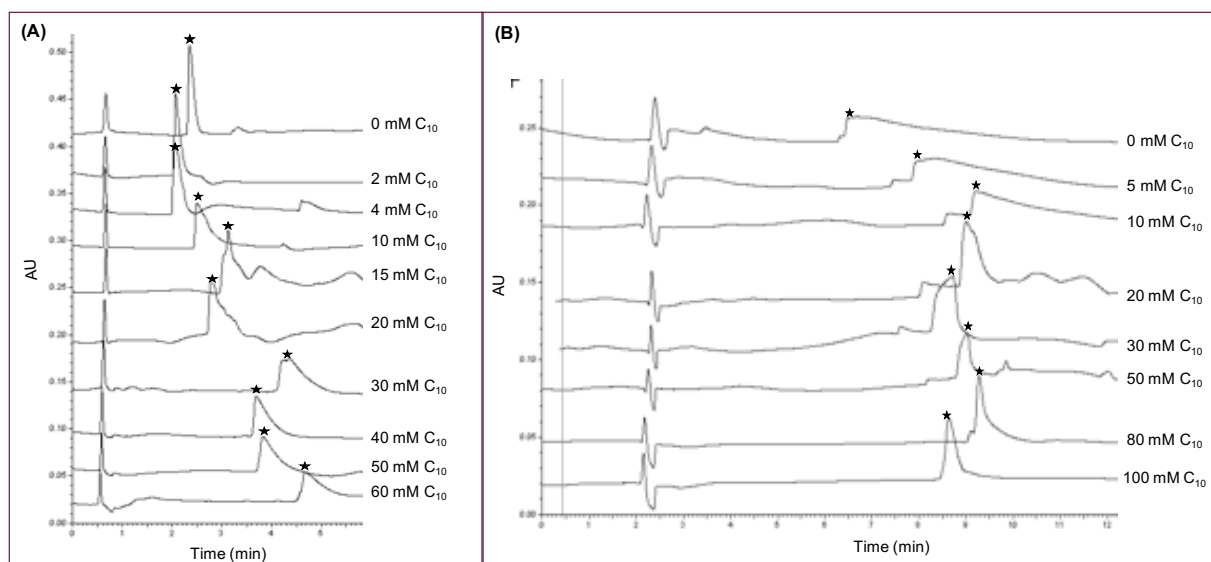 (A)
0.50
0.45
0.40
0.35
0.30
0.25
0.20
0.15
0.10
0.05
0.00
AU
0 mM C₁₀
2 mM C₁₀
4 mM C₁₀
10 mM C₁₀
15 mM C₁₀
20 mM C₁₀
30 mM C₁₀
40 mM C₁₀
50 mM C₁₀
60 mM C₁₀
0 1 2 3 4 5
Time (min)
(B)
0.25
0.20
0.15
0.10
0.05
0.00
AU
0 mM C₁₀
5 mM C₁₀
10 mM C₁₀
20 mM C₁₀
30 mM C₁₀
50 mM C₁₀
80 mM C₁₀
100 mM C₁₀
0 1 2 3 4 5 6 7 8 9 10 11 12
Time (min)